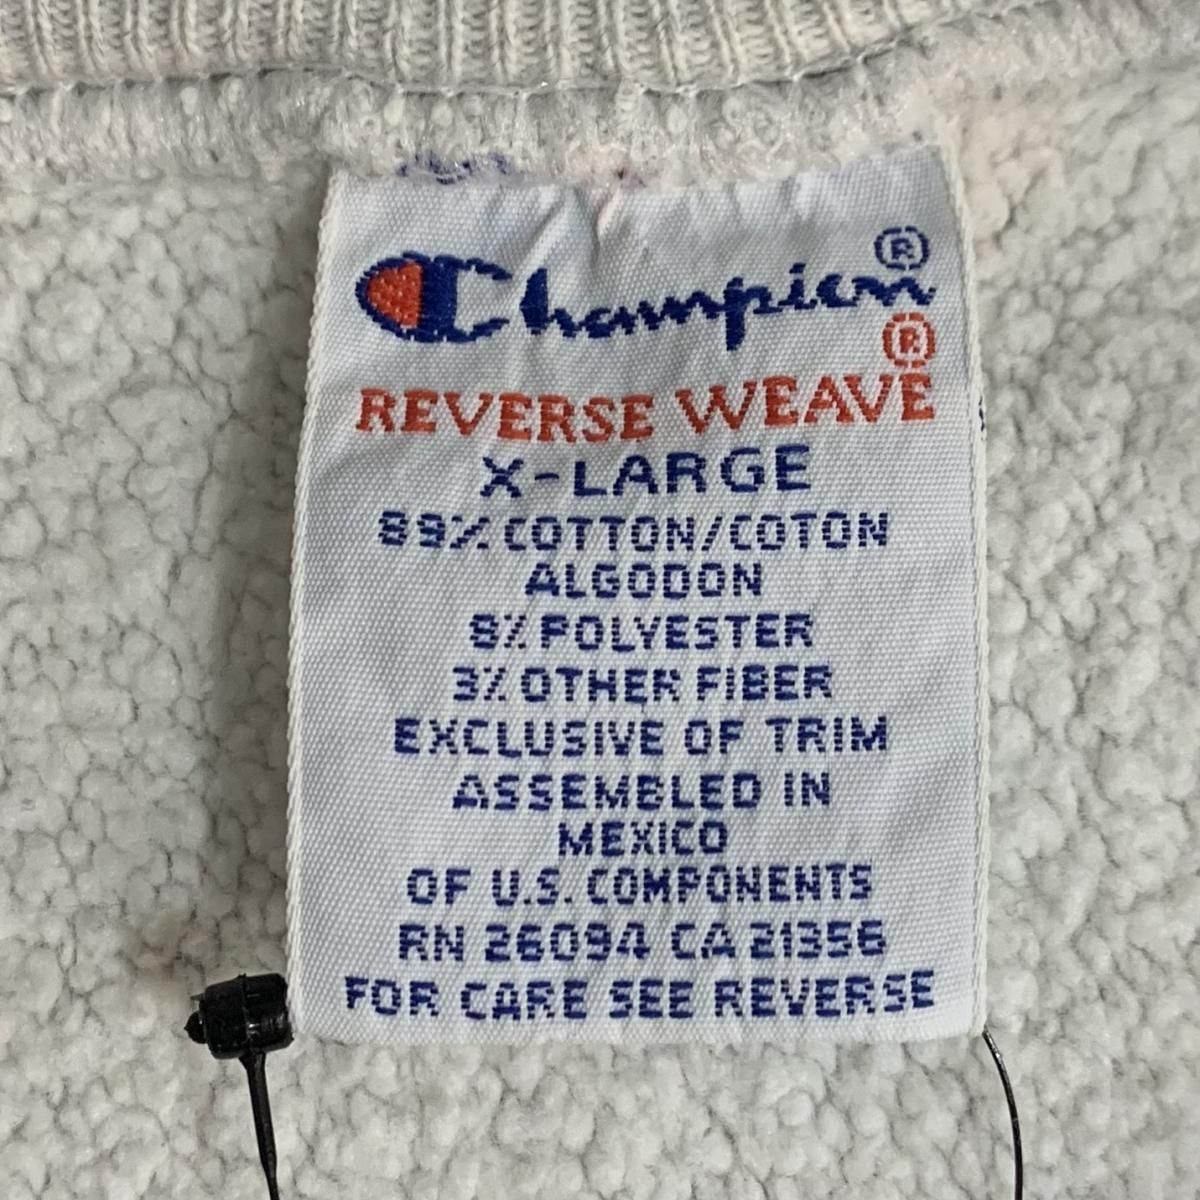 Champion®
®
REVERSE WEAVE
X-LARGE
89% COTTON/COTON
ALGODON
8% POLYESTER
3% OTHER FIBER
EXCLUSIVE OF TRIM
ASSEMBLED IN
MEXICO
OF U.S. COMPONENTS
RN 26094 CA 21356
FOR CARE SEE REVERSE